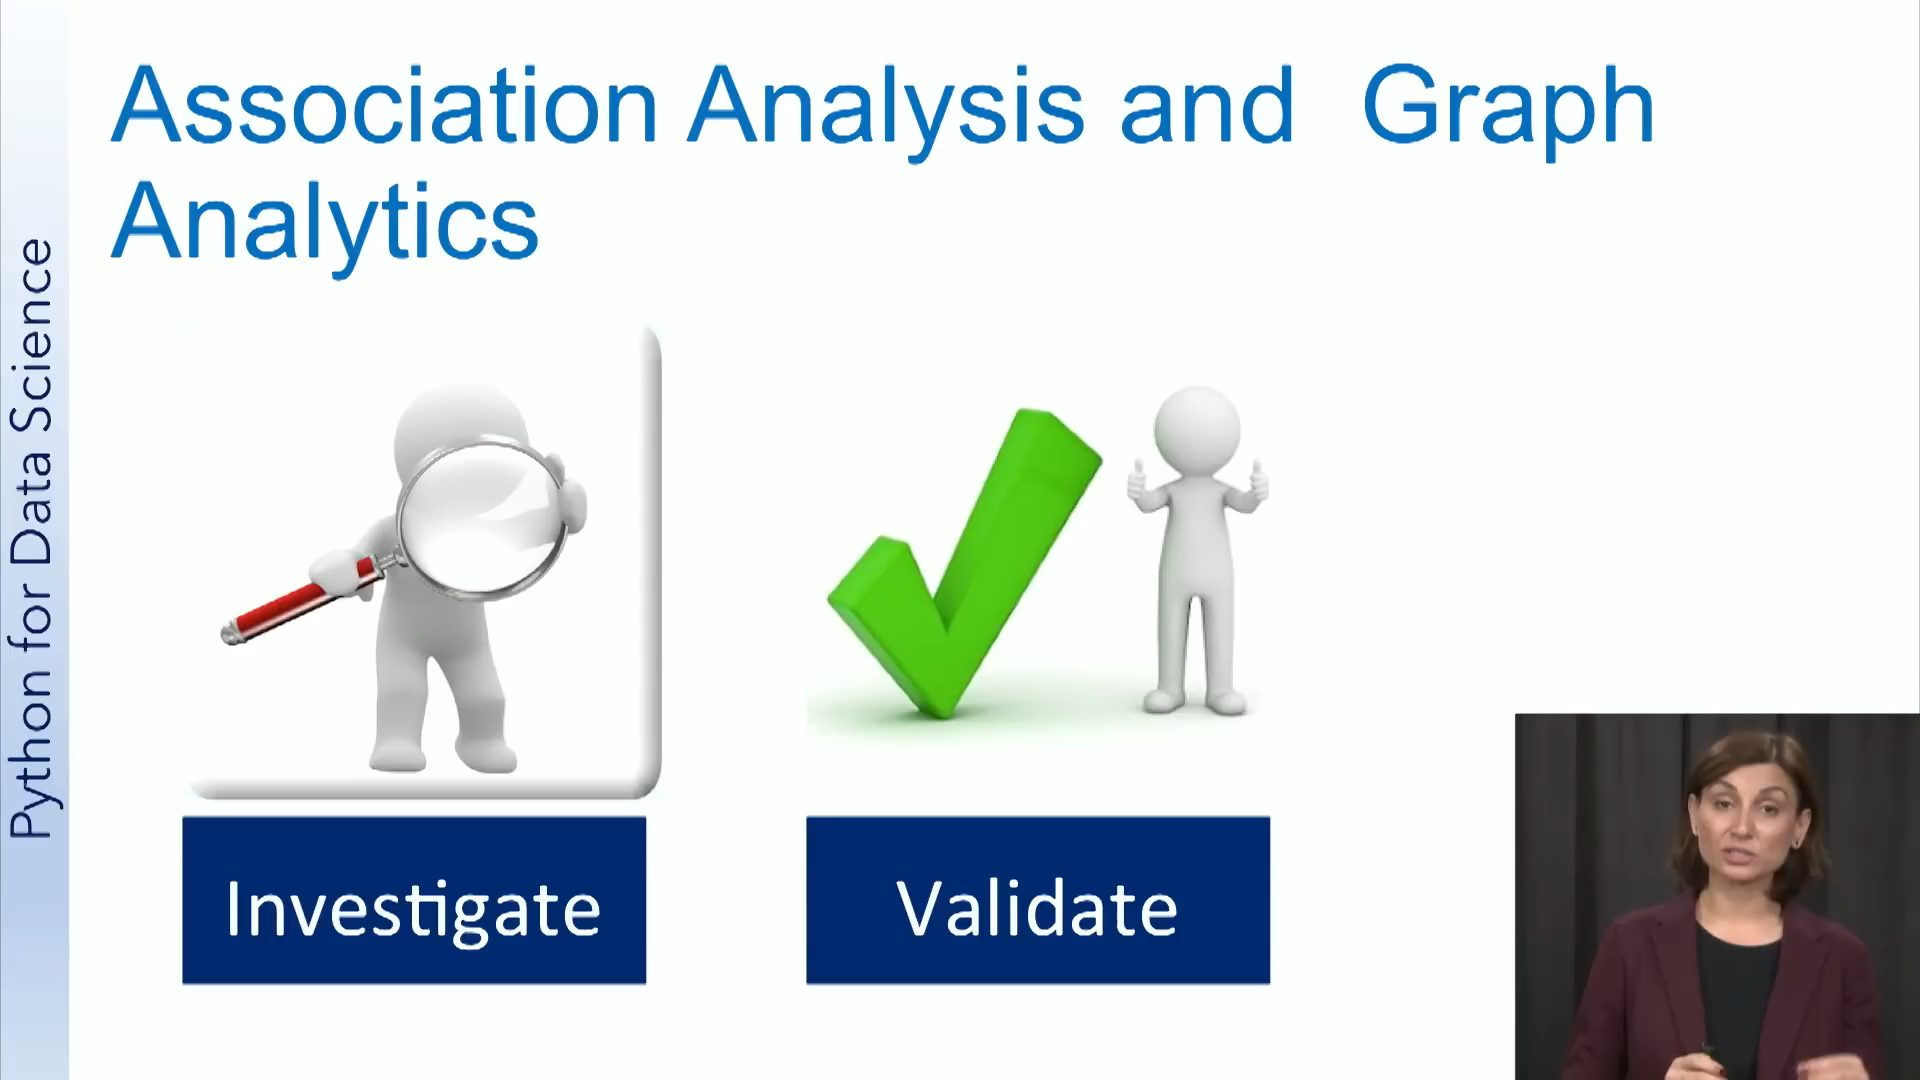 Association Analysis and  Graph
Analytics
Python for Data Science
Investigate
Validate